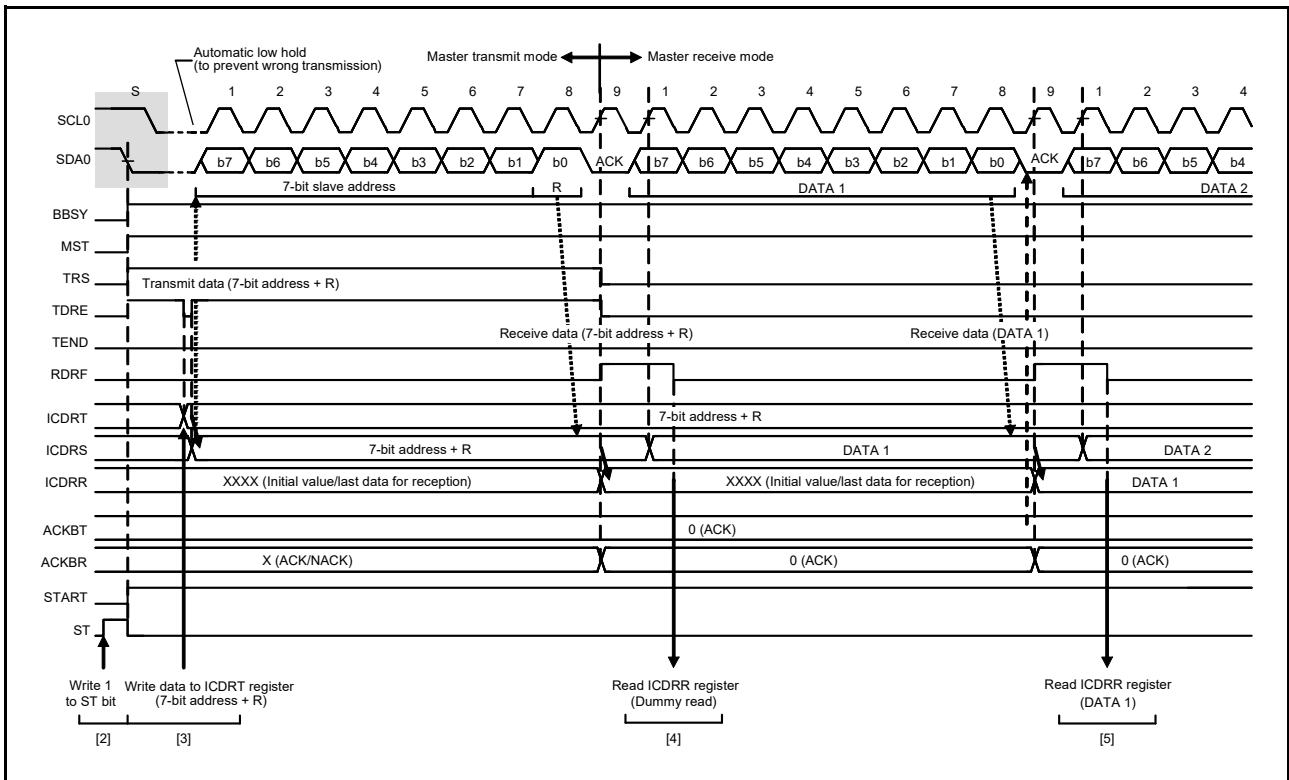 Automatic low hold
(to prevent wrong transmission)
Master transmit mode
Master receive mode
S 1 2 3 4 5 6 7 8 9 1 2 3 4 5 6 7 8 9 1 2 3 4
SCL0
SDA0 b7 b6 b5 b4 b3 b2 b1 b0 ACK b7 b6 b5 b4 b3 b2 b1 b0 ACK b7 b6 b5 b4
7-bit slave address R DATA 1 DATA 2
BBSY
MST
TRS Transmit data (7-bit address + R)
TDRE
Receive data (7-bit address + R) Receive data (DATA 1)
TEND
RDRF
ICDRT 7-bit address + R
ICDRS 7-bit address + R DATA 1 DATA 2
ICDRR XXXX (Initial value/last data for reception) XXXX (Initial value/last data for reception) DATA 1
ACKBT 0 (ACK)
ACKBR X (ACK/NACK) 0 (ACK) 0 (ACK)
START
ST
Write 1
to ST bit
Write data to ICDRT register
(7-bit address + R)
Read ICDRR register
(Dummy read)
Read ICDRR register
(DATA 1)
[2] [3] [4] [5]